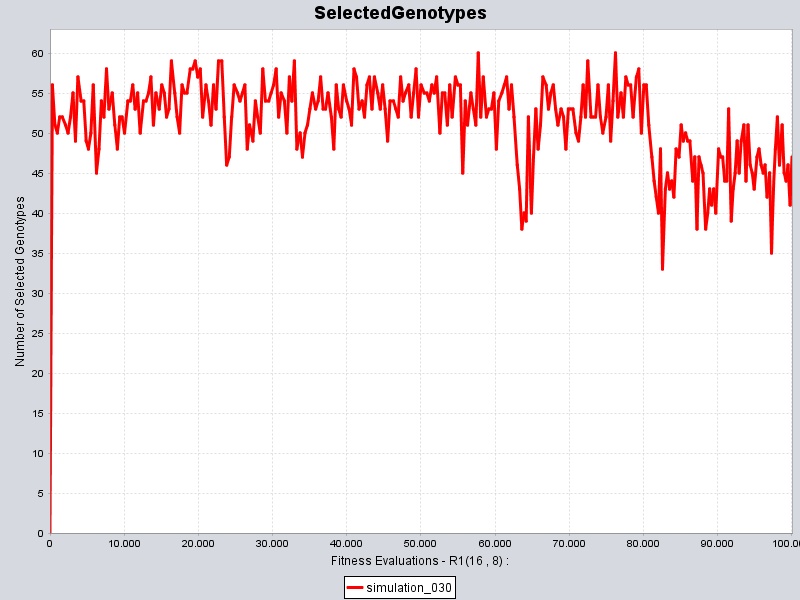 SelectedGenotypes
60
55
50
45
40
35
30
25
20
15
10
5
0
Number of Selected Genotypes
0 10.000 20.000 30.000 40.000 50.000 60.000 70.000 80.000 90.000 100.00
Fitness Evaluations - R1(16 , 8) :
simulation_030